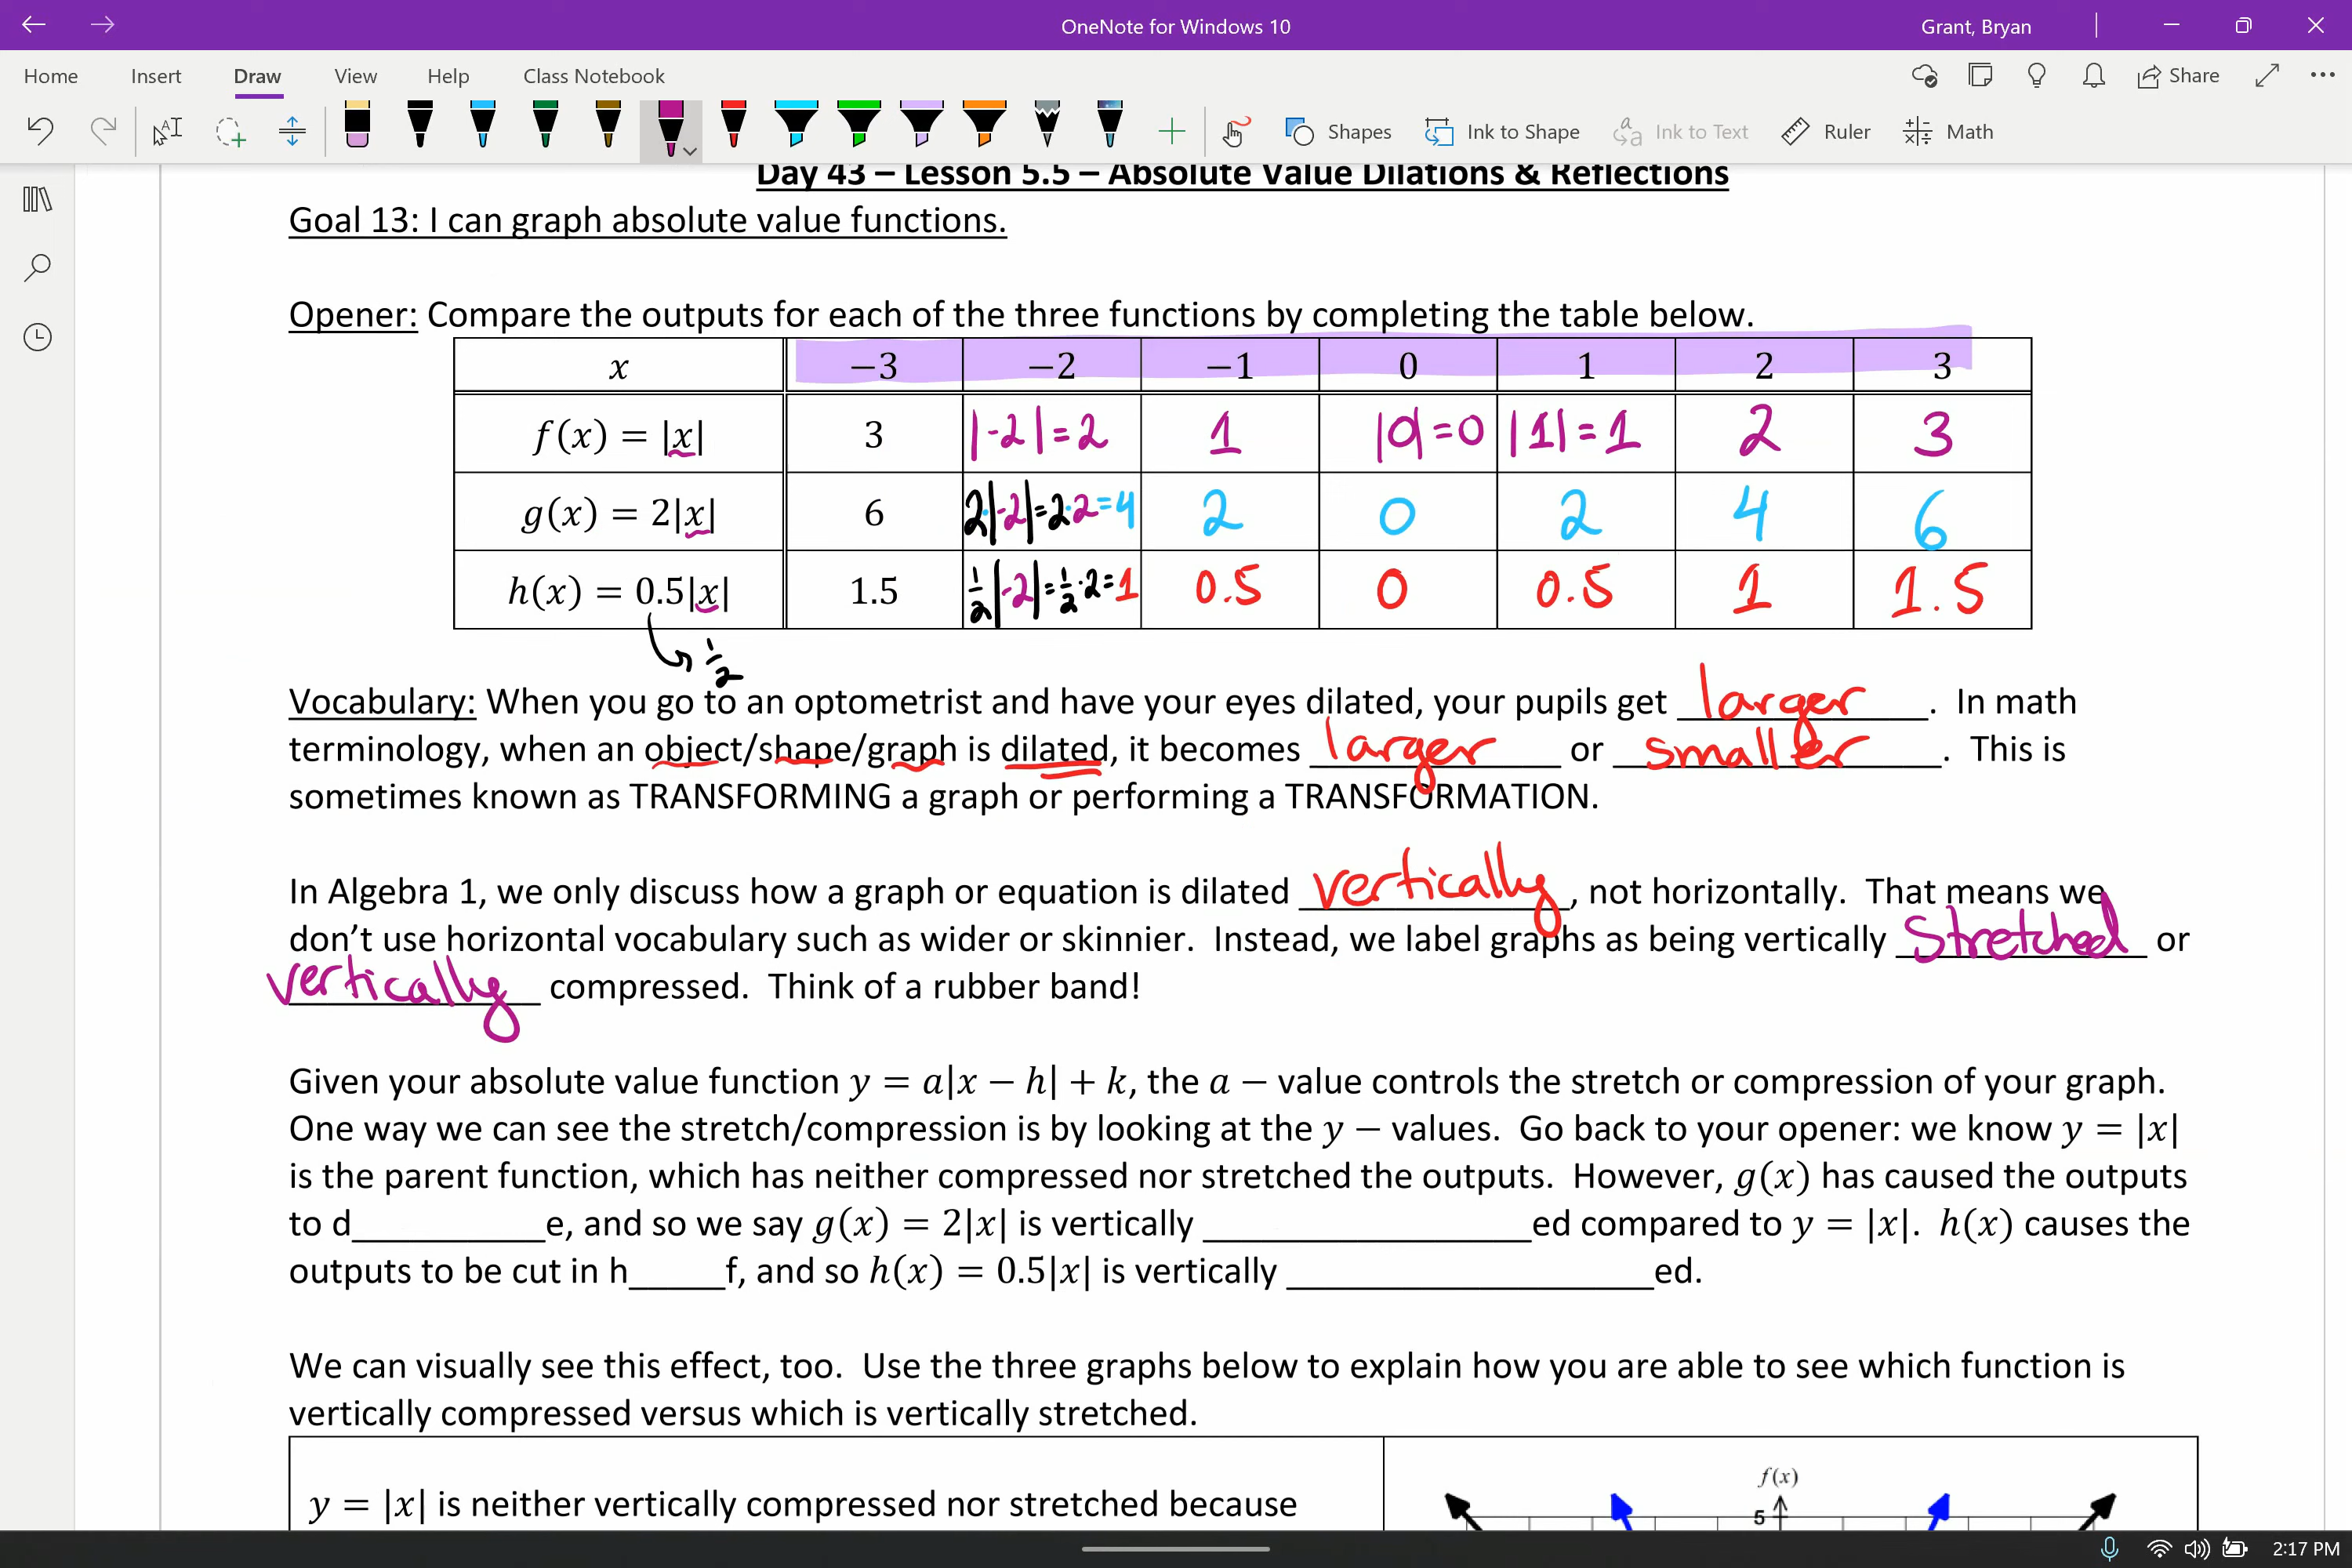 OneNote for Windows 10
Grant, Bryan
Home Insert Draw View Help Class Notebook Share
Shapes Ink to Shape Ink to Text Ruler Math
Day 43 – Lesson 5.5 – Absolute Value Dilations & Reflections
Goal 13: I can graph absolute value functions.
Opener: Compare the outputs for each of the three functions by completing the table below.
x −3 −2 −1 0 1 2 3
f(x) = |x| 3 |-2|=2 1 |0|=0 |1|=1 2 3
g(x) = 2|x| 6 2·|-2|=2·2=4 2 0 2 4 6
h(x) = 0.5|x| 1.5 1/2|-2|=1/2·2=1 0.5 0 0.5 1 1.5
1/2
Vocabulary: When you go to an optometrist and have your eyes dilated, your pupils get larger. In math
terminology, when an object/shape/graph is dilated, it becomes larger or smaller. This is
sometimes known as TRANSFORMING a graph or performing a TRANSFORMATION.
In Algebra 1, we only discuss how a graph or equation is dilated vertically, not horizontally. That means we
don’t use horizontal vocabulary such as wider or skinnier. Instead, we label graphs as being vertically stretched or
vertically compressed. Think of a rubber band!
Given your absolute value function y = a|x − h| + k, the a − value controls the stretch or compression of your graph.
One way we can see the stretch/compression is by looking at the y − values. Go back to your opener: we know y = |x|
is the parent function, which has neither compressed nor stretched the outputs. However, g(x) has caused the outputs
to d__________e, and so we say g(x) = 2|x| is vertically _________________ed compared to y = |x|. h(x) causes the
outputs to be cut in h_____f, and so h(x) = 0.5|x| is vertically ___________________ed.
We can visually see this effect, too. Use the three graphs below to explain how you are able to see which function is
vertically compressed versus which is vertically stretched.
y = |x| is neither vertically compressed nor stretched because
f(x)
5
2:17 PM